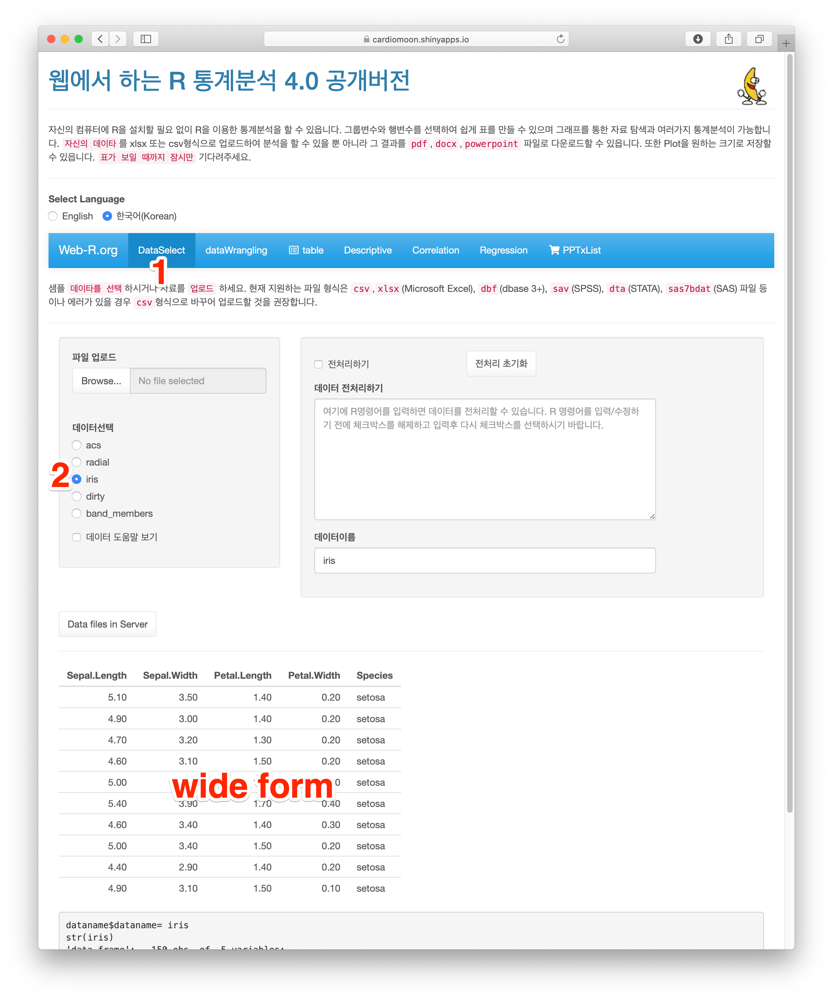 cardiomoon.shinyapps.io
웹에서 하는 R 통계분석 4.0 공개버전
자신의 컴퓨터에 R을 설치할 필요 없이 R을 이용한 통계분석을 할 수 있읍니다. 그룹변수와 행변수를 선택하여 쉽게 표를 만들 수 있으며 그래프를 통한 자료 탐색과 여러가지 통계분석이 가능합니
다. 자신의 데이타 를 xlsx 또는 csv형식으로 업로드하여 분석을 할 수 있을 뿐 아니라 그 결과를 pdf , docx , powerpoint 파일로 다운로드할 수 있읍니다. 또한 Plot을 원하는 크기로 저장할
수 있읍니다. 표가 보일 때까지 잠시만 기다려주세요.
Select Language
English 한국어(Korean)
Web-R.org DataSelect dataWrangling table Descriptive Correlation Regression PPTxList
1
샘플 데이타를 선택 하시거나 자료를 업로드 하세요. 현재 지원하는 파일 형식은 csv , xlsx (Microsoft Excel), dbf (dbase 3+), sav (SPSS), dta (STATA), sas7bdat (SAS) 파일 등
이나 에러가 있을 경우 csv 형식으로 바꾸어 업로드할 것을 권장합니다.
파일 업로드
Browse... No file selected
데이터선택
acs
radial
2
iris
dirty
band_members
데이터 도움말 보기
전처리하기 전처리 초기화
데이터 전처리하기
여기에 R명령어를 입력하면 데이터를 전처리할 수 있습니다. R 명령어를 입력/수정하
기 전에 체크박스를 해제하고 입력후 다시 체크박스를 선택하시기 바랍니다.
데이터이름
iris
Data files in Server
Sepal.Length Sepal.Width Petal.Length Petal.Width Species
5.10 3.50 1.40 0.20 setosa
4.90 3.00 1.40 0.20 setosa
4.70 3.20 1.30 0.20 setosa
4.60 3.10 1.50 0.20 setosa
5.00 setosa
wide form
5.40 3.90 1.70 0.40 setosa
4.60 3.40 1.40 0.30 setosa
5.00 3.40 1.50 0.20 setosa
4.40 2.90 1.40 0.20 setosa
4.90 3.10 1.50 0.10 setosa
dataname$dataname= iris
str(iris)
'data.frame': 150 obs. of 5 variables: